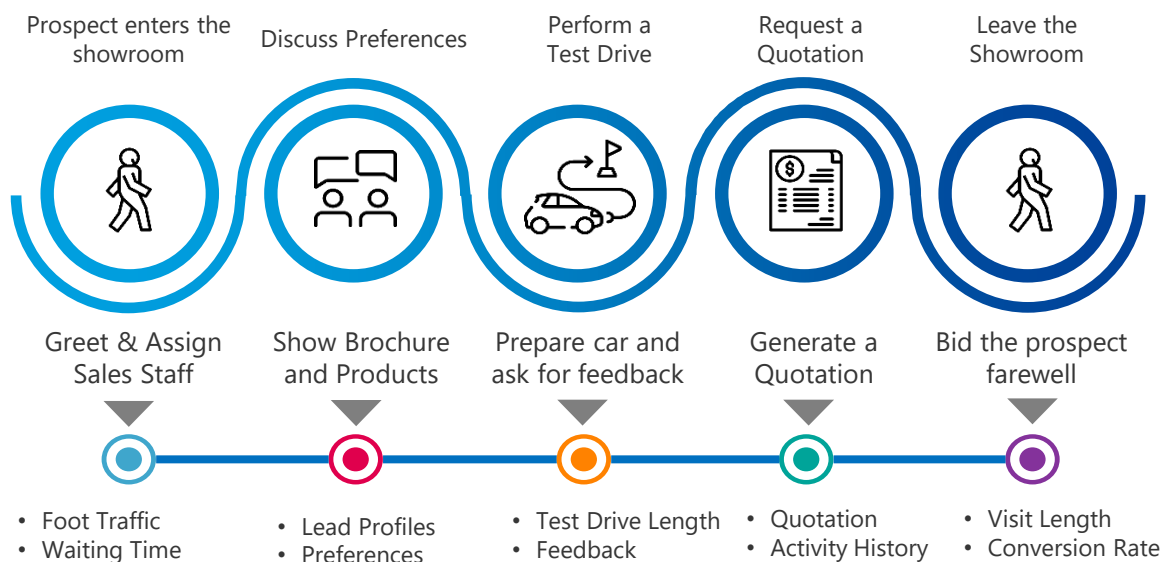 Prospect enters the
showroom
Discuss Preferences
Perform a
Test Drive
Request a
Quotation
Leave the
Showroom
$
Greet & Assign
Sales Staff
Show Brochure
and Products
Prepare car and
ask for feedback
Generate a
Quotation
Bid the prospect
farewell
• Foot Traffic
• Waiting Time
• Lead Profiles
• Preferences
• Test Drive Length
• Feedback
• Quotation
• Activity History
• Visit Length
• Conversion Rate